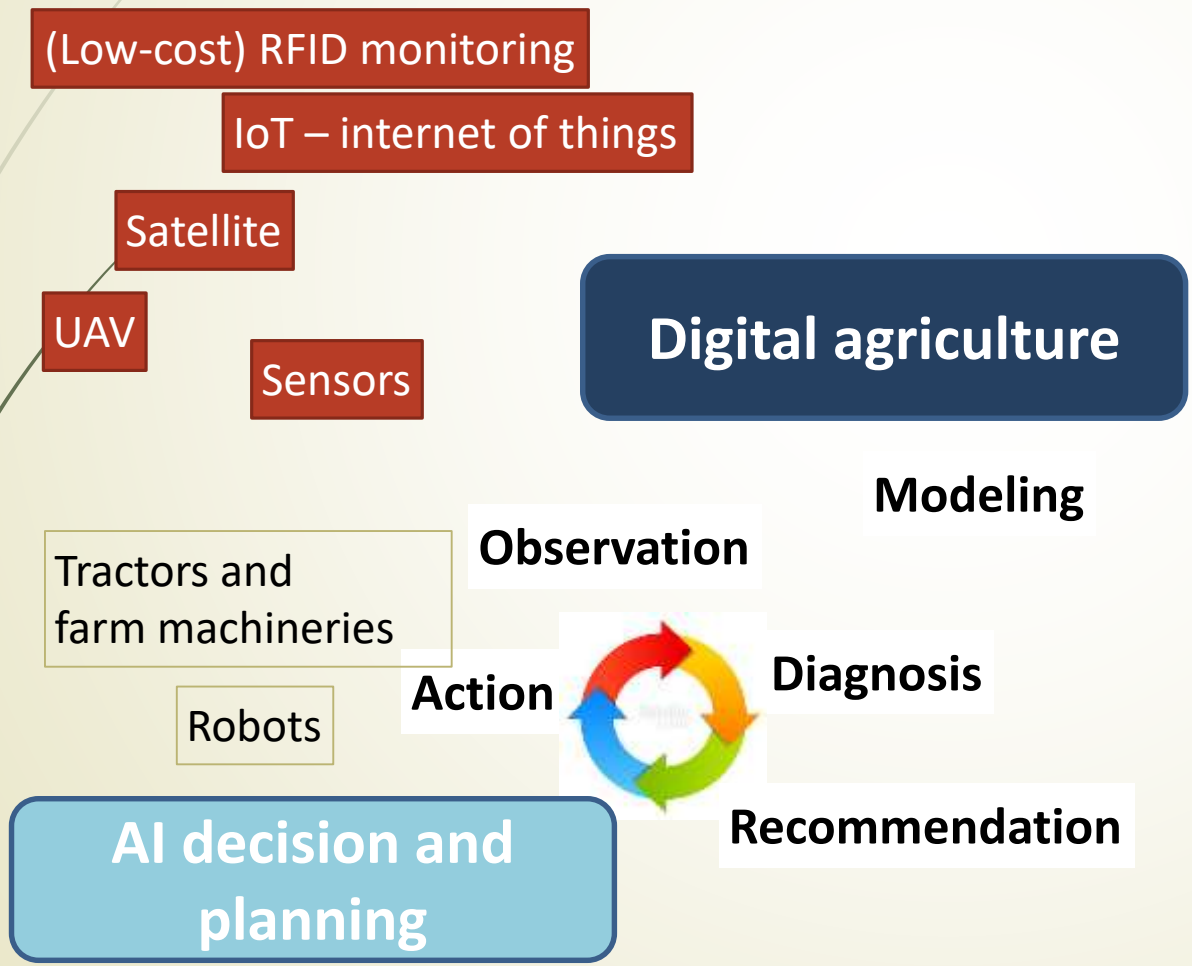 (Low-cost) RFID monitoring
IoT – internet of things
Satellite
UAV
Sensors
Digital agriculture
Modeling
Observation
Tractors and
farm machineries
Diagnosis
Action
Robots
Recommendation
AI decision and
planning